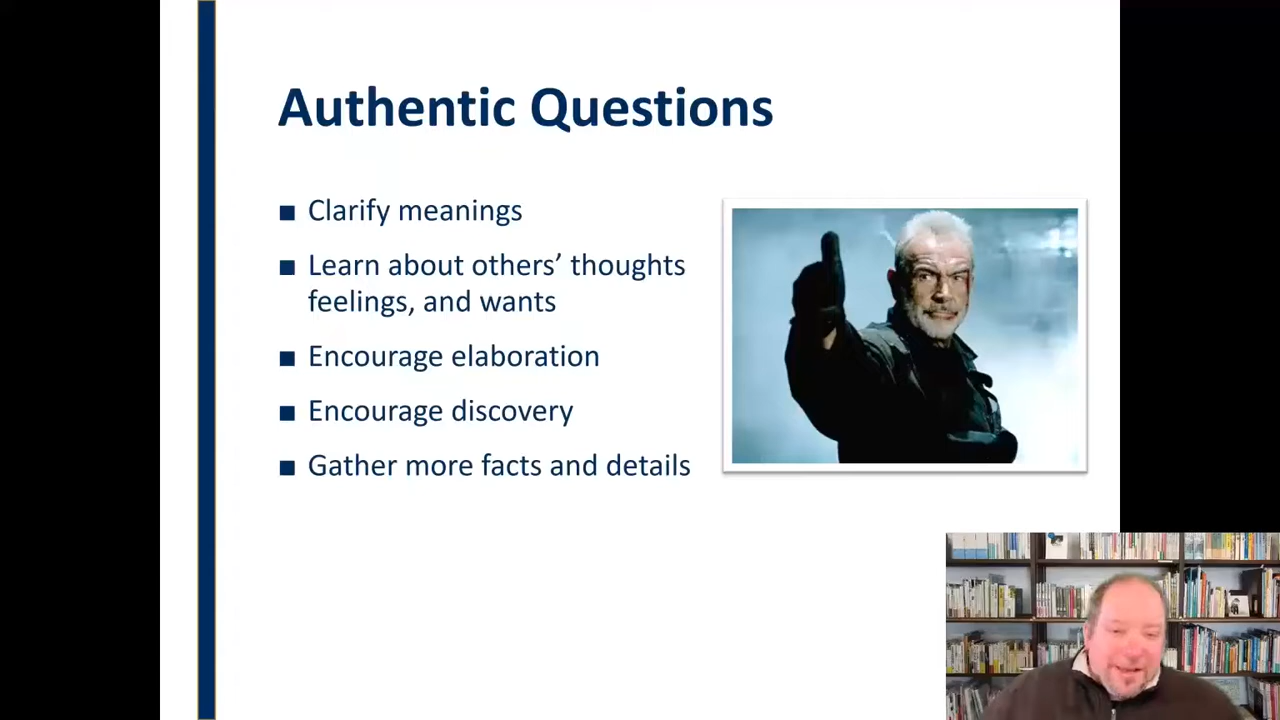 Authentic Questions
■ Clarify meanings
■ Learn about others’ thoughts
feelings, and wants
■ Encourage elaboration
■ Encourage discovery
■ Gather more facts and details